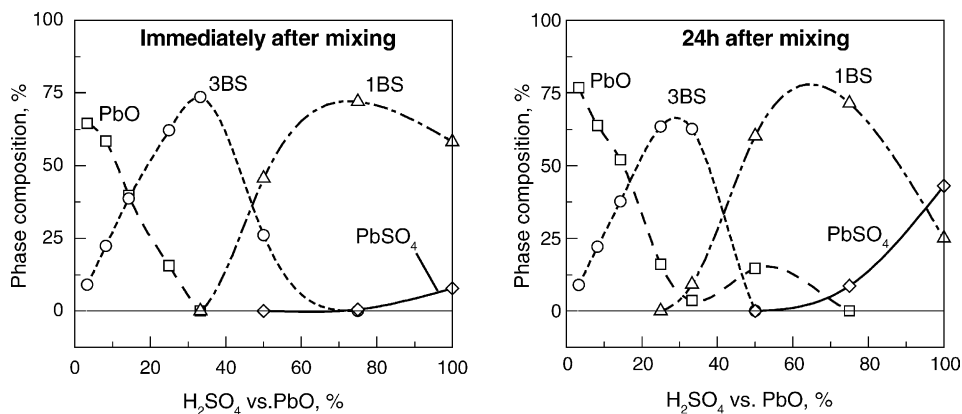 100
75
50
25
0
Phase composition, %
Immediately after mixing
PbO
3BS
1BS
PbSO₄
0 20 40 60 80 100
H₂SO₄ vs.PbO, %
100
75
50
25
0
Phase composition, %
24h after mixing
PbO
3BS
1BS
PbSO₄
0 20 40 60 80 100
H₂SO₄ vs. PbO, %